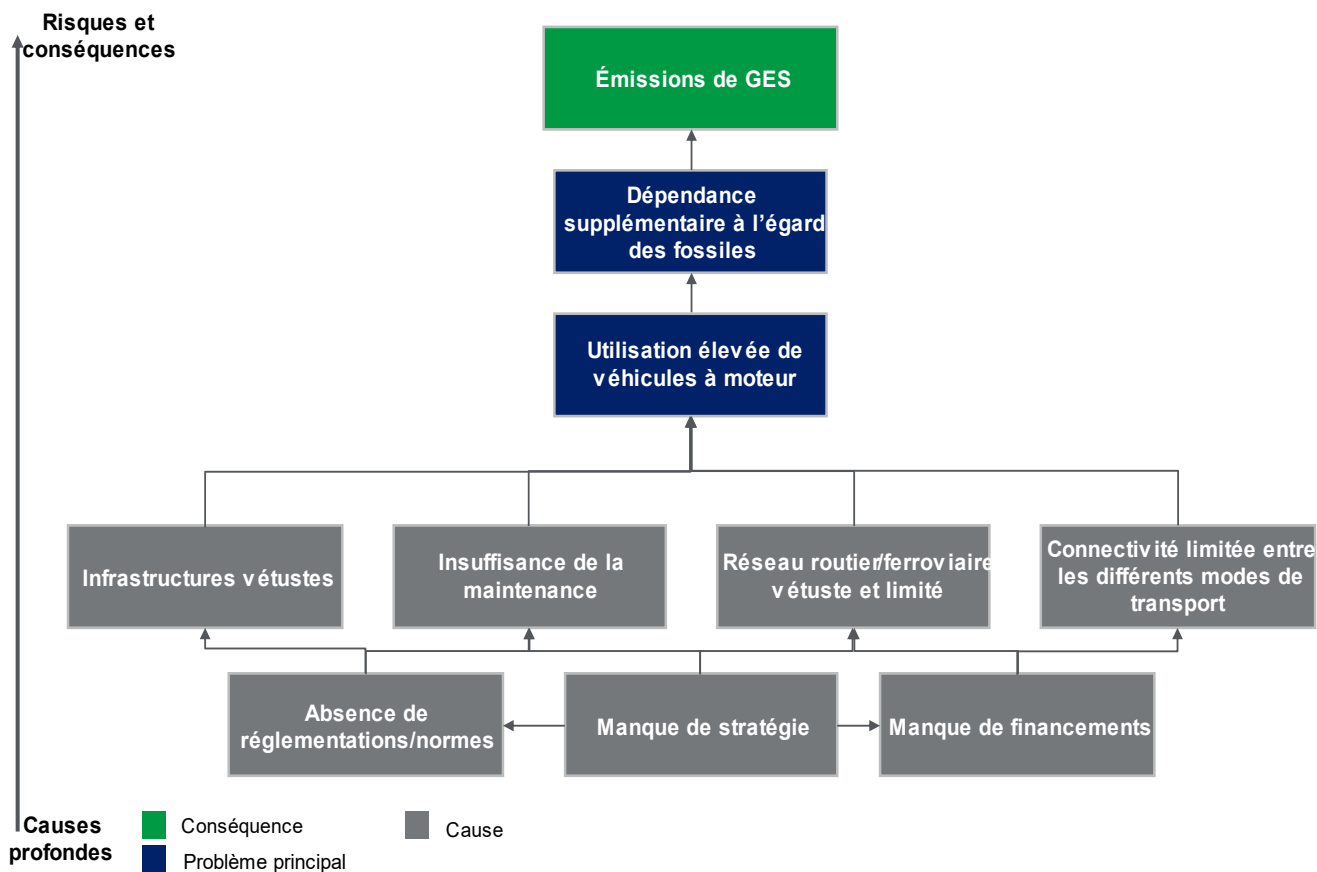 Risques et
conséquences
Émissions de GES
Dépendance
supplémentaire à l’égard
des fossiles
Utilisation élevée de
véhicules à moteur
Infrastructures vétustes
Insuffisance de la
maintenance
Réseau routier/ferroviaire
vétuste et limité
Connectivité limitée entre
les différents modes de
transport
Absence de
réglementations/normes
Manque de stratégie
Manque de financements
Causes
profondes
Conséquence
Cause
Problème principal